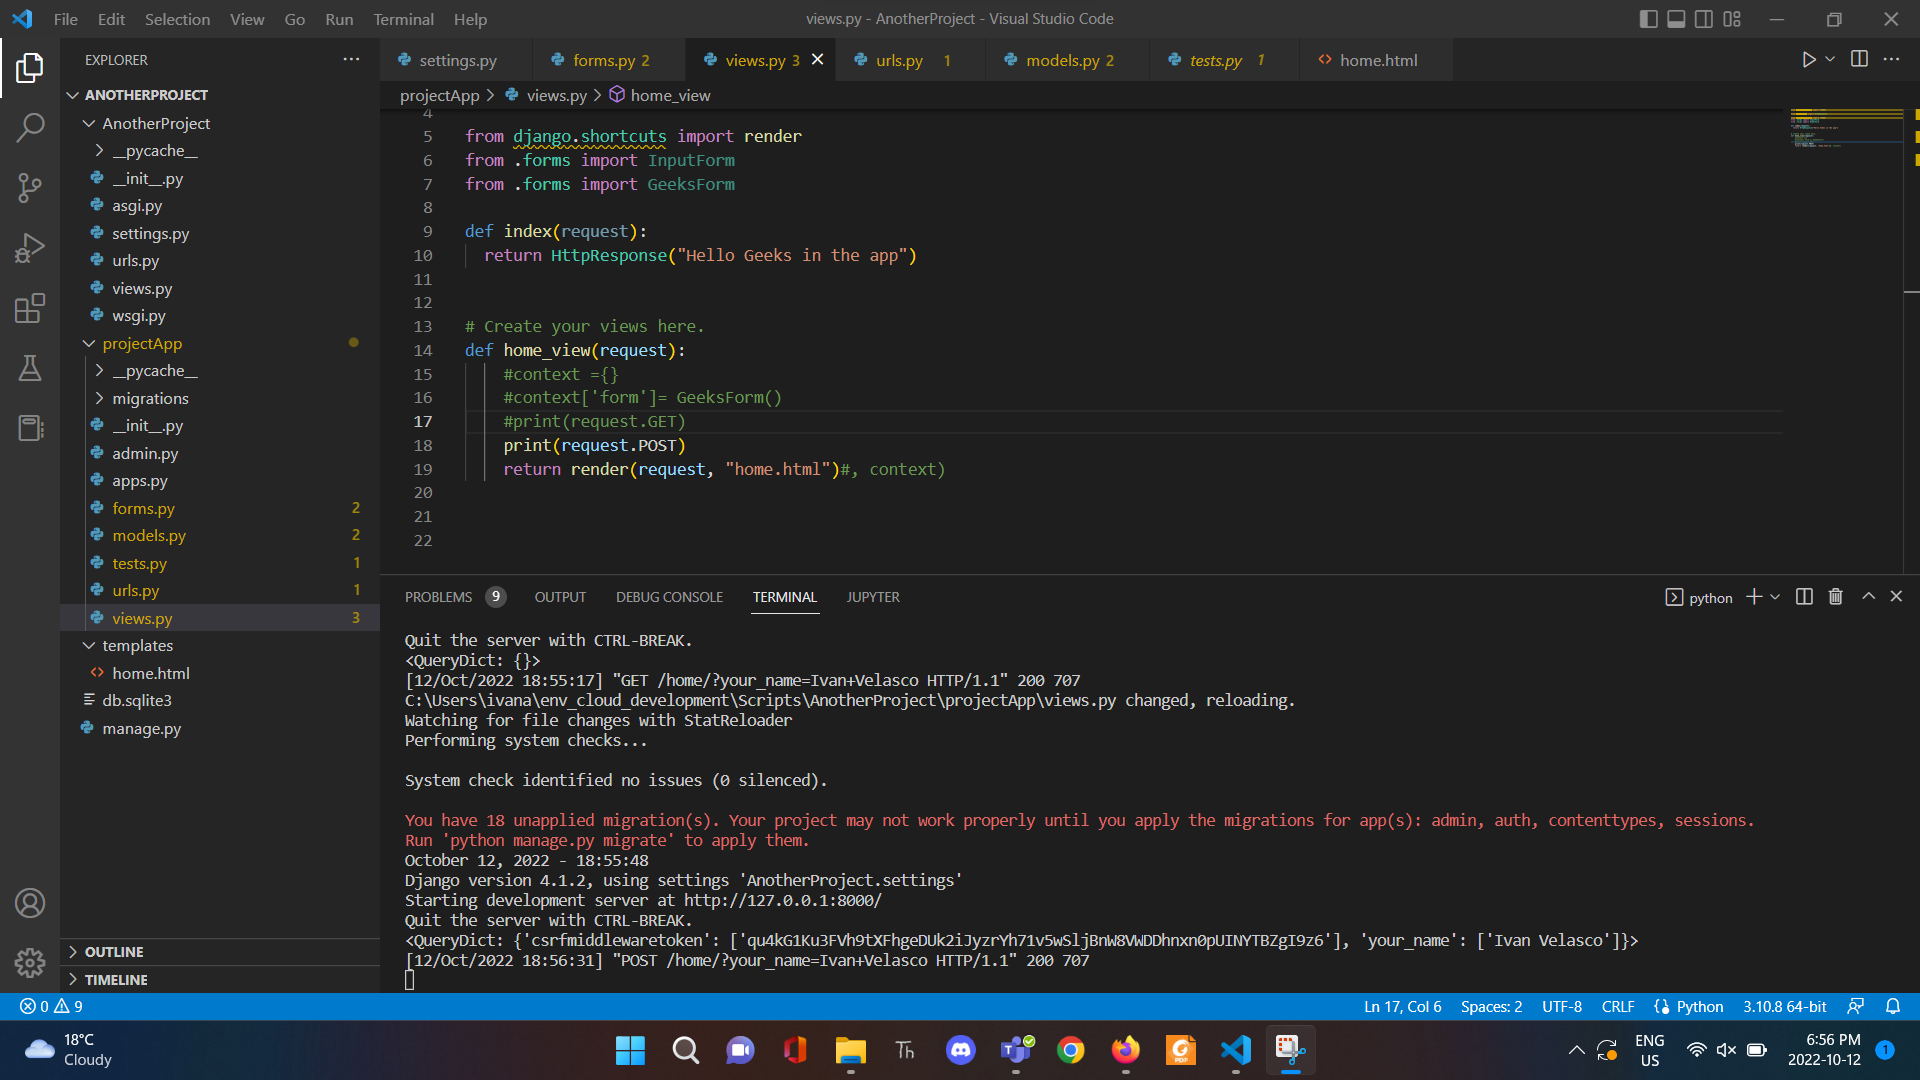 File Edit Selection View Go Run Terminal Help
views.py - AnotherProject - Visual Studio Code
EXPLORER
ANOTHERPROJECT
AnotherProject
__pycache__
__init__.py
asgi.py
settings.py
urls.py
views.py
wsgi.py
projectApp
__pycache__
migrations
__init__.py
admin.py
apps.py
forms.py 2
models.py 2
tests.py 1
urls.py 1
views.py 3
templates
home.html
db.sqlite3
manage.py
OUTLINE
TIMELINE
settings.py forms.py 2 views.py 3 urls.py 1 models.py 2 tests.py 1 home.html
projectApp > views.py > home_view
4
5 from django.shortcuts import render
6 from .forms import InputForm
7 from .forms import GeeksForm
8
9 def index(request):
10 return HttpResponse("Hello Geeks in the app")
11
12
13 # Create your views here.
14 def home_view(request):
15 #context ={}
16 #context['form']= GeeksForm()
17 #print(request.GET)
18 print(request.POST)
19 return render(request, "home.html")#, context)
20
21
22
PROBLEMS 9 OUTPUT DEBUG CONSOLE TERMINAL JUPYTER
python
Quit the server with CTRL-BREAK.
<QueryDict: {}>
[12/Oct/2022 18:55:17] "GET /home/?your_name=Ivan+Velasco HTTP/1.1" 200 707
C:\Users\ivana\env_cloud_development\Scripts\AnotherProject\projectApp\views.py changed, reloading.
Watching for file changes with StatReloader
Performing system checks...
System check identified no issues (0 silenced).
You have 18 unapplied migration(s). Your project may not work properly until you apply the migrations for app(s): admin, auth, contenttypes, sessions.
Run 'python manage.py migrate' to apply them.
October 12, 2022 - 18:55:48
Django version 4.1.2, using settings 'AnotherProject.settings'
Starting development server at http://127.0.0.1:8000/
Quit the server with CTRL-BREAK.
<QueryDict: {'csrfmiddlewaretoken': ['qu4kG1Ku3FVh9tXFhgeDUk2iJyzrYh71v5wSljBnW8VWDDhnxn0pUINYTBZgI9z6'], 'your_name': ['Ivan Velasco']}>
[12/Oct/2022 18:56:31] "POST /home/?your_name=Ivan+Velasco HTTP/1.1" 200 707
0 9
Ln 17, Col 6 Spaces: 2 UTF-8 CRLF Python 3.10.8 64-bit
18°C
Cloudy
Th
ENG
US
6:56 PM
2022-10-12
1